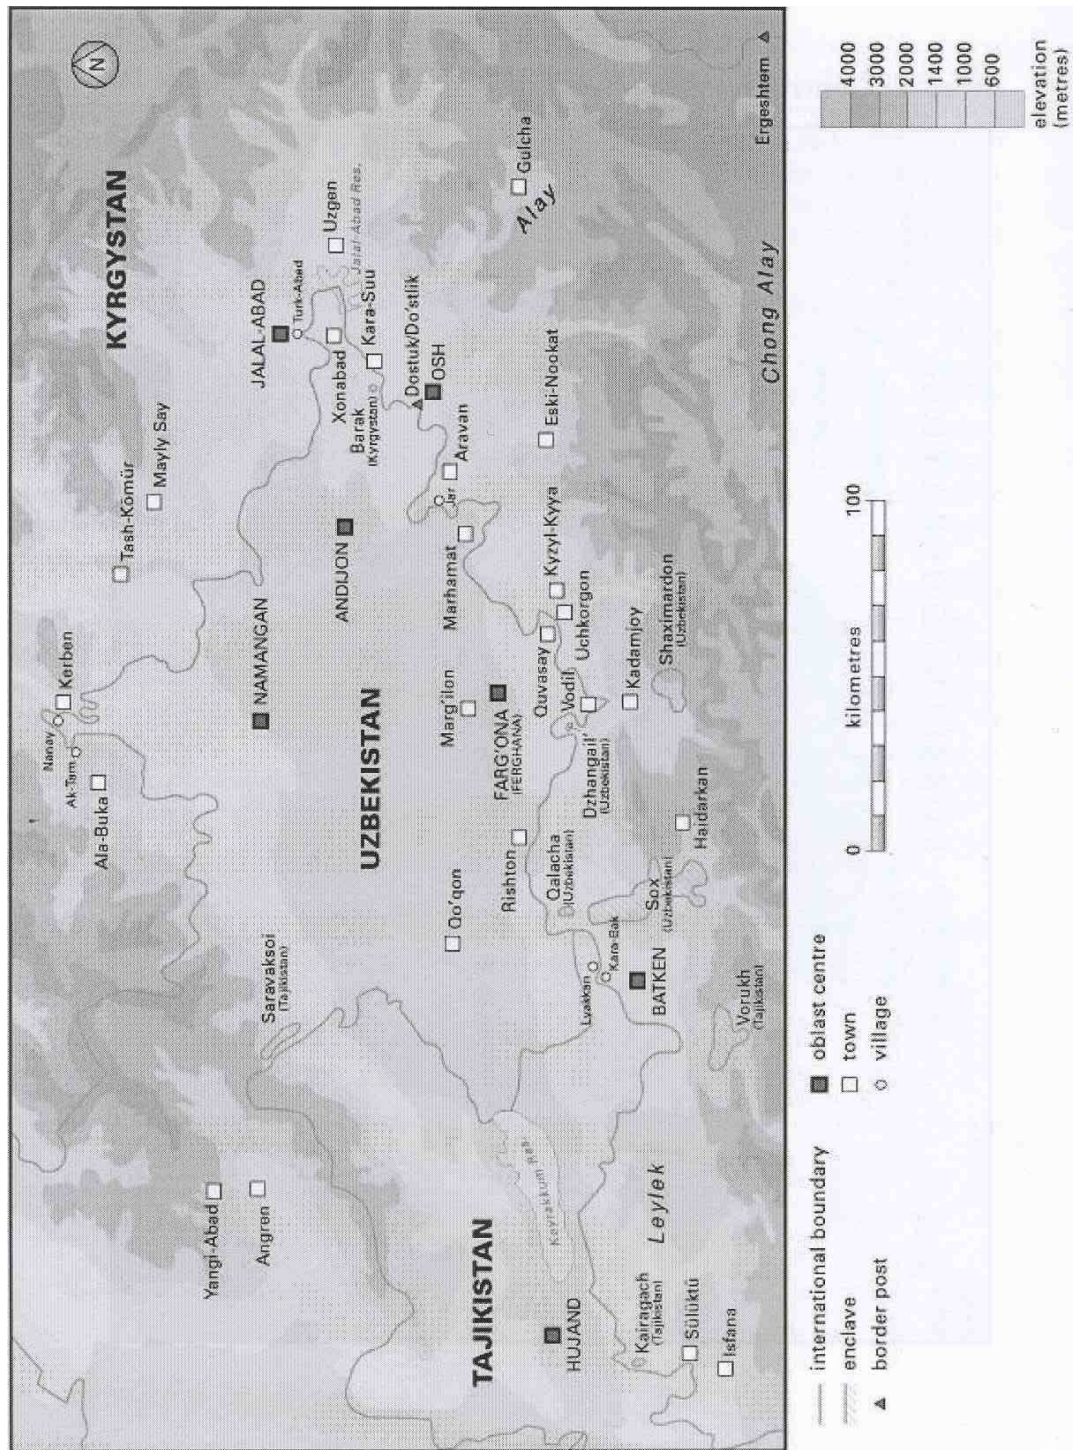 N
KYRGYSTAN
Nanay
Kerben
Ak-Tam
Ala-Buka
Tash-Kömür
Mayly Say
Yangi-Abad
Angren
Saravaksoi
(Tajikistan)
NAMANGAN
JALAL-ABAD
Turk-Abad
Uzgen
Jalal-Abad Res.
Xonabad
Barak
(Kyrgystan)
Kara-Suu
ANDIJON
UZBEKISTAN
Dostuk/Do'stlik
OSH
Aravan
Jar
Marhamat
Marg'ilon
Qo'qon
FARG'ONA
(FERGHANA)
Rishton
Quvasay
Kyzyl-Kyya
Uchkorgon
Eski-Nookat
Gulcha
Alay
TAJIKISTAN
Kayrakkum Res.
HUJAND
Qalacha
(Uzbekistan)
Vodil'
Dzhangail
(Uzbekistan)
Kadamjoy
Shaximardon
(Uzbekistan)
Lyakkan
Kara-Bak
BATKEN
Sox
(Uzbekistan)
Haidarkan
Leylek
Kairagach
(Tajikistan)
Sülüktü
Isfana
Vorukh
(Tajikistan)
Chong Alay
Ergeshtem
international boundary
enclave
border post
oblast centre
town
village
0 kilometres 100
4000
3000
2000
1400
1000
600
elevation
(metres)